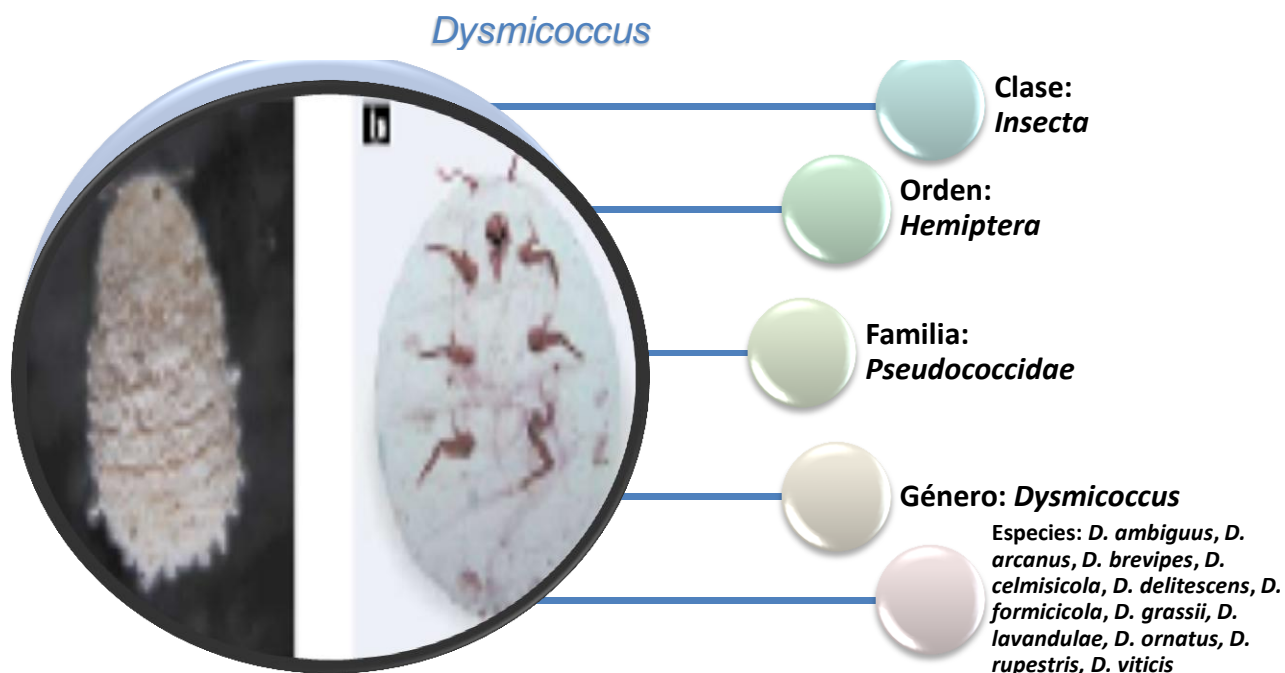 Dysmicoccus
b
Clase:
Insecta
Orden:
Hemiptera
Familia:
Pseudococcidae
Género: Dysmicoccus
Especies: D. ambiguus, D.
arcanus, D. brevipes, D.
celmisicola, D. delitescens, D.
formicicola, D. grassii, D.
lavandulae, D. ornatus, D.
rupestris, D. viticis